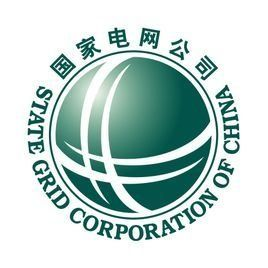 国家电网公司
STATE GRID CORPORATION OF CHINA